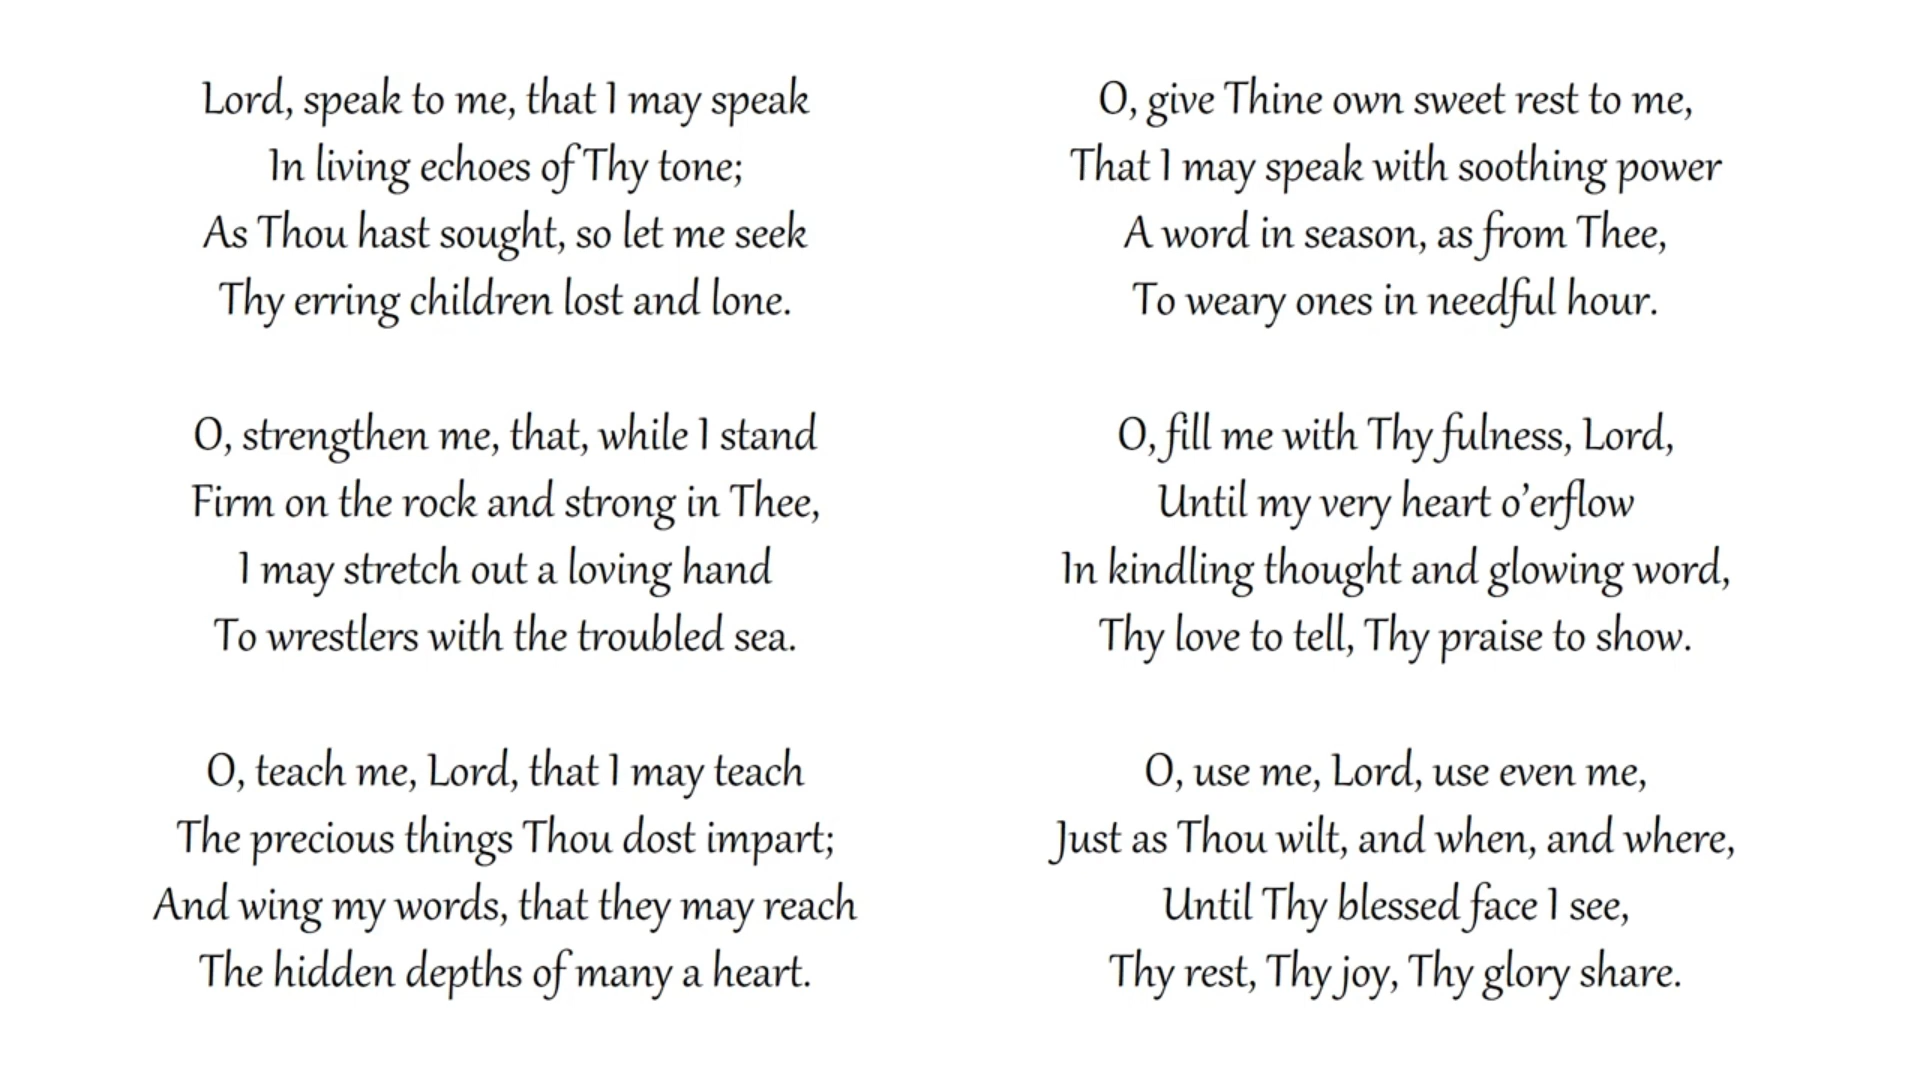 Lord, speak to me, that I may speak
In living echoes of Thy tone;
As Thou hast sought, so let me seek
Thy erring children lost and lone.
O, strengthen me, that, while I stand
Firm on the rock and strong in Thee,
I may stretch out a loving hand
To wrestlers with the troubled sea.
O, teach me, Lord, that I may teach
The precious things Thou dost impart;
And wing my words, that they may reach
The hidden depths of many a heart.
O, give Thine own sweet rest to me,
That I may speak with soothing power
A word in season, as from Thee,
To weary ones in needful hour.
O, fill me with Thy fulness, Lord,
Until my very heart o’erflow
In kindling thought and glowing word,
Thy love to tell, Thy praise to show.
O, use me, Lord, use even me,
Just as Thou wilt, and when, and where,
Until Thy blessed face I see,
Thy rest, Thy joy, Thy glory share.